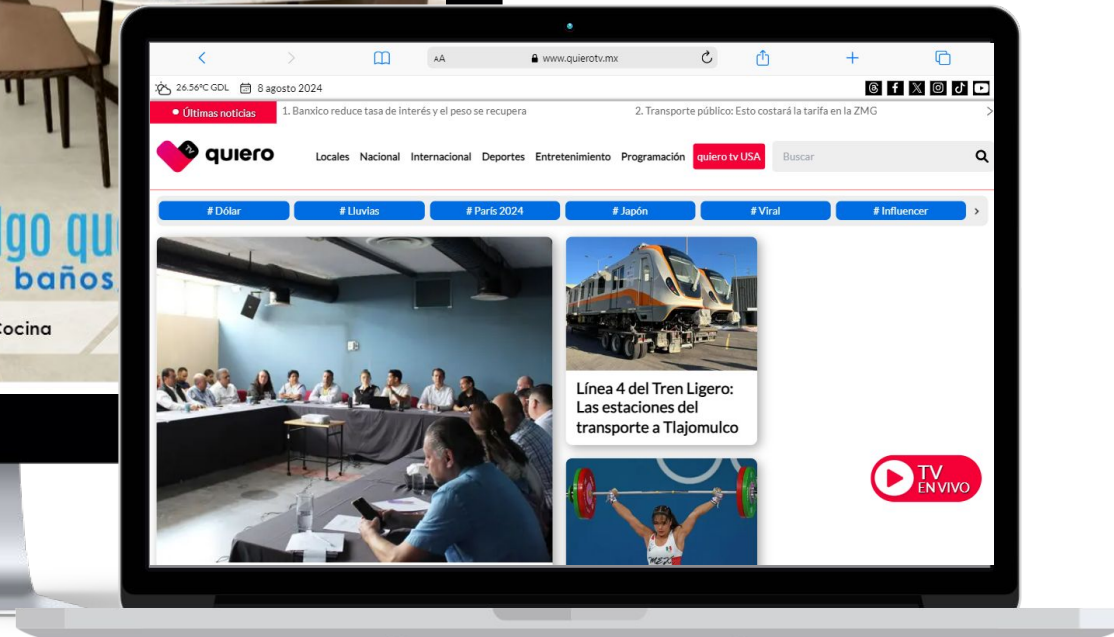 www.quierotv.mx
AA
26.56°C GDL 8 agosto 2024
Últimas noticias 1. Banxico reduce tasa de interés y el peso se recupera 2. Transporte público: Esto costará la tarifa en la ZMG
tv quiero Locales Nacional Internacional Deportes Entretenimiento Programación quiero tv USA Buscar
# Dólar # Lluvias # París 2024 # Japón # Viral # Influencer
Línea 4 del Tren Ligero:
Las estaciones del
transporte a Tlajomulco
TV
EN VIVO
baños